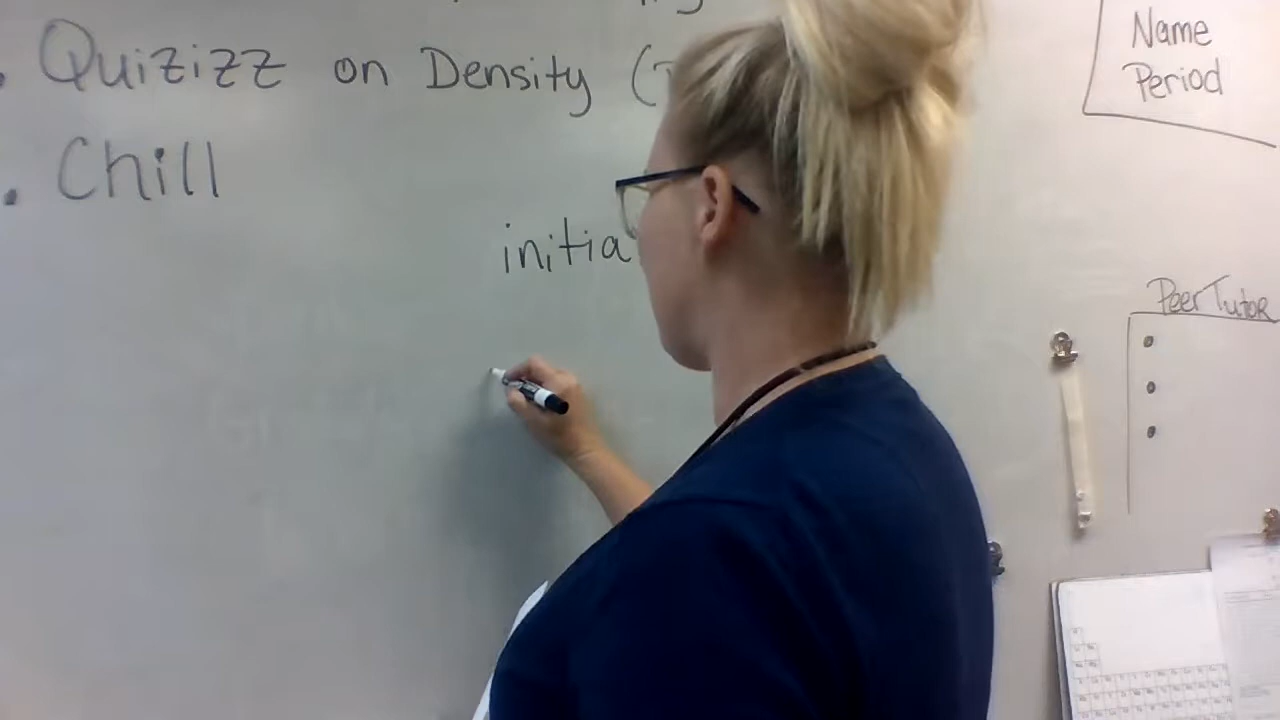 Quizizz on Density (
Chill
initia
Name
Period
Peer Tutor